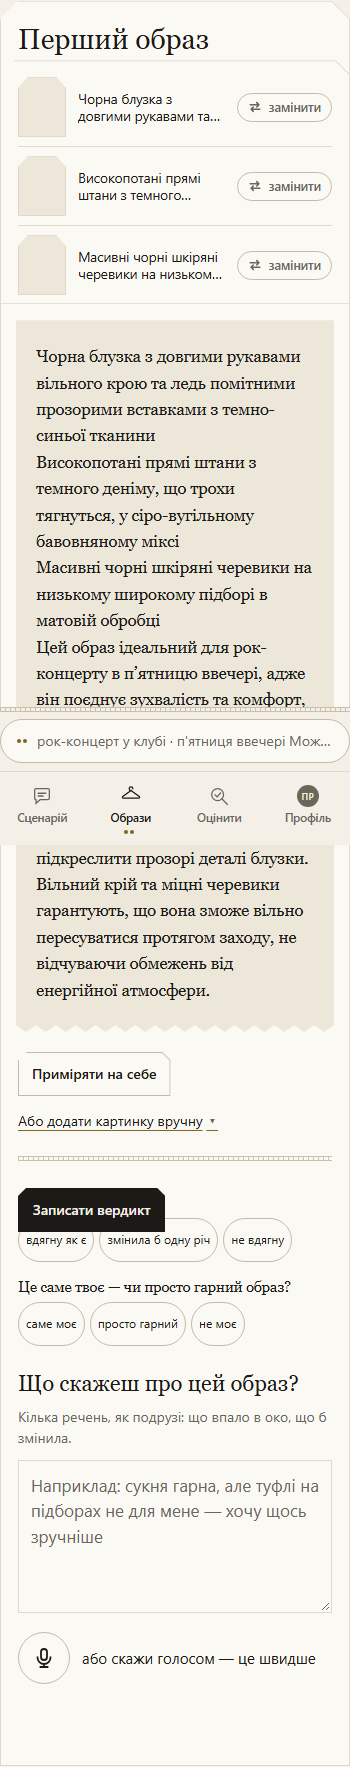 Перший образ
Чорна блузка з
довгими рукавами та...
замінити
Високопотані прямі
штани з темного...
замінити
Масивні чорні шкіряні
черевики на низьком...
замінити
Чорна блузка з довгими рукавами
вільного крою та ледь помітними
прозорими вставками з темно-
синьої тканини
Високопотані прямі штани з
темного деніму, що трохи
тягнуться, у сіро-вугільному
бавовняному міксі
Масивні чорні шкіряні черевики на
низькому широкому підборі в
матовій обробці
Цей образ ідеальний для рок-
концерту в п’ятницю ввечері, адже
він поєднує зухвалість та комфорт,
рок-концерт у клубі · п'ятниця ввечері Мож...
Сценарій
Образи
Оцінити
ПР
Профіль
підкреслити прозорі деталі блузки.
Вільний крій та міцні черевики
гарантують, що вона зможе вільно
пересуватися протягом заходу, не
відчуваючи обмежень від
енергійної атмосфери.
Приміряти на себе
Або додати картинку вручну
Записати вердикт
вдягну як є
змінила б одну річ
не вдягну
Це саме твоє — чи просто гарний образ?
саме моє
просто гарний
не моє
Що скажеш про цей образ?
Кілька речень, як подрузі: що впало в око, що б
змінила.
Наприклад: сукня гарна, але туфлі на
підборах не для мене — хочу щось
зручніше
або скажи голосом — це швидше